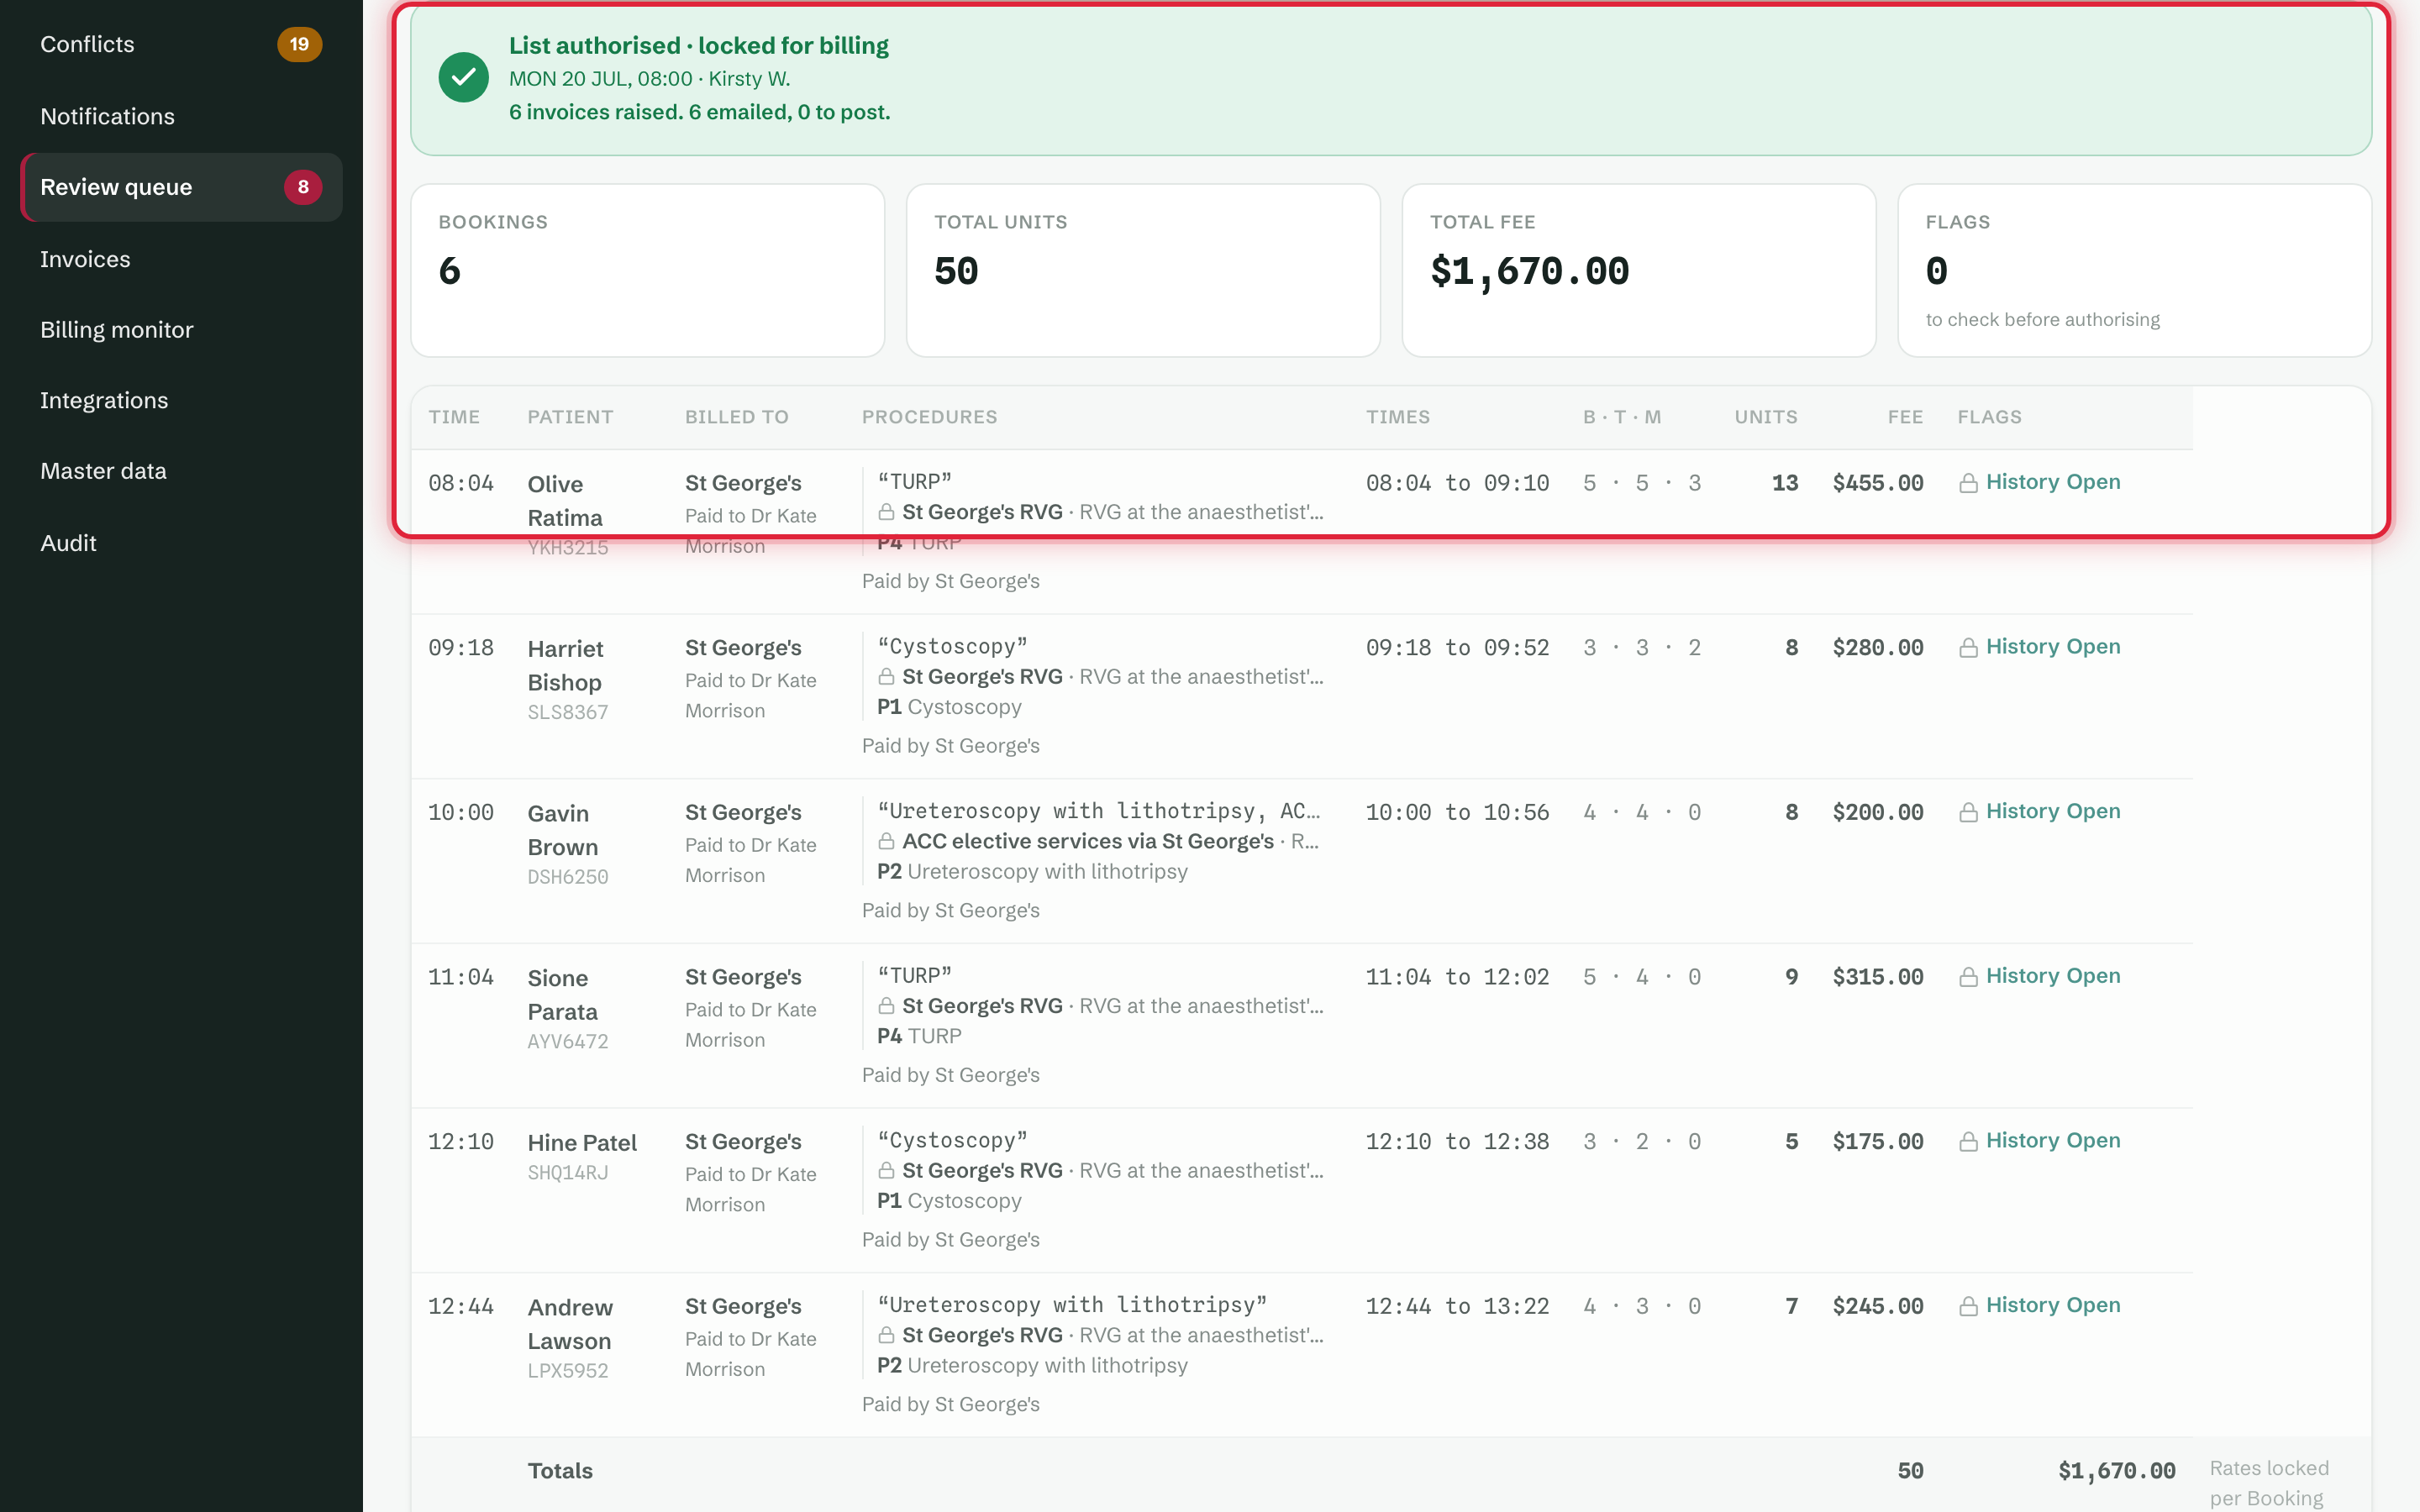 Conflicts 19
Notifications
Review queue 8
Invoices
Billing monitor
Integrations
Master data
Audit
List authorised · locked for billing
MON 20 JUL, 08:00 · Kirsty W.
6 invoices raised. 6 emailed, 0 to post.
BOOKINGS
6
TOTAL UNITS
50
TOTAL FEE
$1,670.00
FLAGS
0
to check before authorising
TIME PATIENT BILLED TO PROCEDURES TIMES B · T · M UNITS FEE FLAGS
08:04 Olive St George's “TURP” 08:04 to 09:10 5 · 5 · 3 13 $455.00 History Open
Ratima Paid to Dr Kate St George's RVG · RVG at the anaesthetist'…
YKH3215 Morrison P4 TURP
Paid by St George's
09:18 Harriet St George's “Cystoscopy” 09:18 to 09:52 3 · 3 · 2 8 $280.00 History Open
Bishop Paid to Dr Kate St George's RVG · RVG at the anaesthetist'…
SLS8367 Morrison P1 Cystoscopy
Paid by St George's
10:00 Gavin St George's “Ureteroscopy with lithotripsy, AC… 10:00 to 10:56 4 · 4 · 0 8 $200.00 History Open
Brown Paid to Dr Kate ACC elective services via St George's · R…
DSH6250 Morrison P2 Ureteroscopy with lithotripsy
Paid by St George's
11:04 Sione St George's “TURP” 11:04 to 12:02 5 · 4 · 0 9 $315.00 History Open
Parata Paid to Dr Kate St George's RVG · RVG at the anaesthetist'…
AYV6472 Morrison P4 TURP
Paid by St George's
12:10 Hine Patel St George's “Cystoscopy” 12:10 to 12:38 3 · 2 · 0 5 $175.00 History Open
SHQ14RJ Paid to Dr Kate St George's RVG · RVG at the anaesthetist'…
Morrison P1 Cystoscopy
Paid by St George's
12:44 Andrew St George's “Ureteroscopy with lithotripsy” 12:44 to 13:22 4 · 3 · 0 7 $245.00 History Open
Lawson Paid to Dr Kate St George's RVG · RVG at the anaesthetist'…
LPX5952 Morrison P2 Ureteroscopy with lithotripsy
Paid by St George's
Totals 50 $1,670.00 Rates locked
per Booking